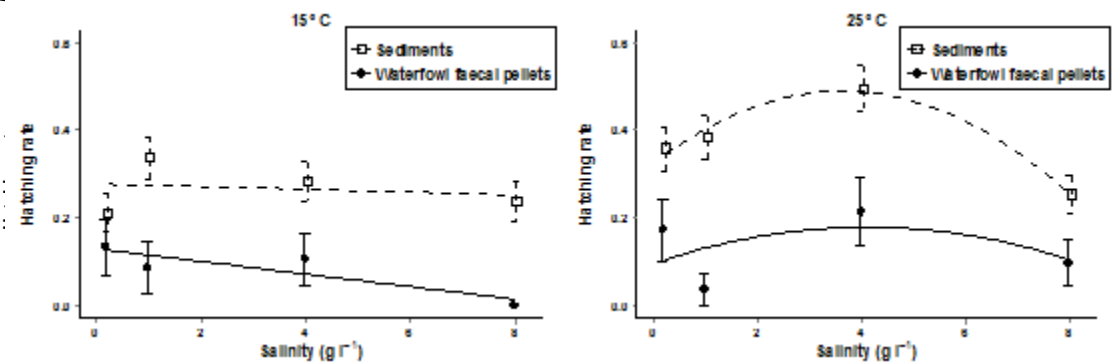 15° C
Sediments
Waterfowl faecal pellets
Hatching rate
0.6
0.4
0.2
0.0
0
2
4
6
8
Salinity (g l⁻¹)
25° C
Sediments
Waterfowl faecal pellets
Hatching rate
0.6
0.4
0.2
0.0
0
2
4
6
8
Salinity (g l⁻¹)